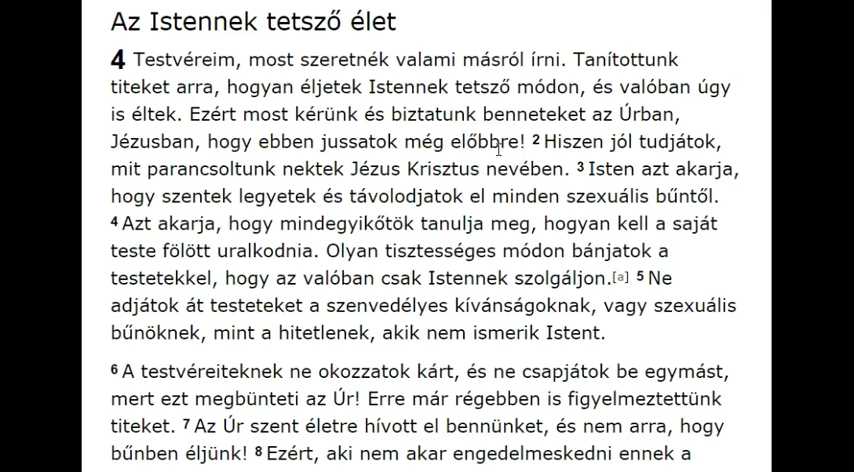 Az Istennek tetsző élet
4 Testvéreim, most szeretnék valami másról írni. Tanítottunk
titeket arra, hogyan éljetek Istennek tetsző módon, és valóban úgy
is éltek. Ezért most kérünk és biztatunk benneteket az Úrban,
Jézusban, hogy ebben jussatok még előbbre! 2 Hiszen jól tudjátok,
mit parancsoltunk nektek Jézus Krisztus nevében. 3 Isten azt akarja,
hogy szentek legyetek és távolodjatok el minden szexuális bűntől.
4 Azt akarja, hogy mindegyikőtök tanulja meg, hogyan kell a saját
teste fölött uralkodnia. Olyan tisztességes módon bánjatok a
testetekkel, hogy az valóban csak Istennek szolgáljon.[a] 5 Ne
adjátok át testeteket a szenvedélyes kívánságoknak, vagy szexuális
bűnöknek, mint a hitetlenek, akik nem ismerik Istent.
6 A testvéreiteknek ne okozzatok kárt, és ne csapjátok be egymást,
mert ezt megbünteti az Úr! Erre már régebben is figyelmeztettünk
titeket. 7 Az Úr szent életre hívott el bennünket, és nem arra, hogy
bűnben éljünk! 8 Ezért, aki nem akar engedelmeskedni ennek a